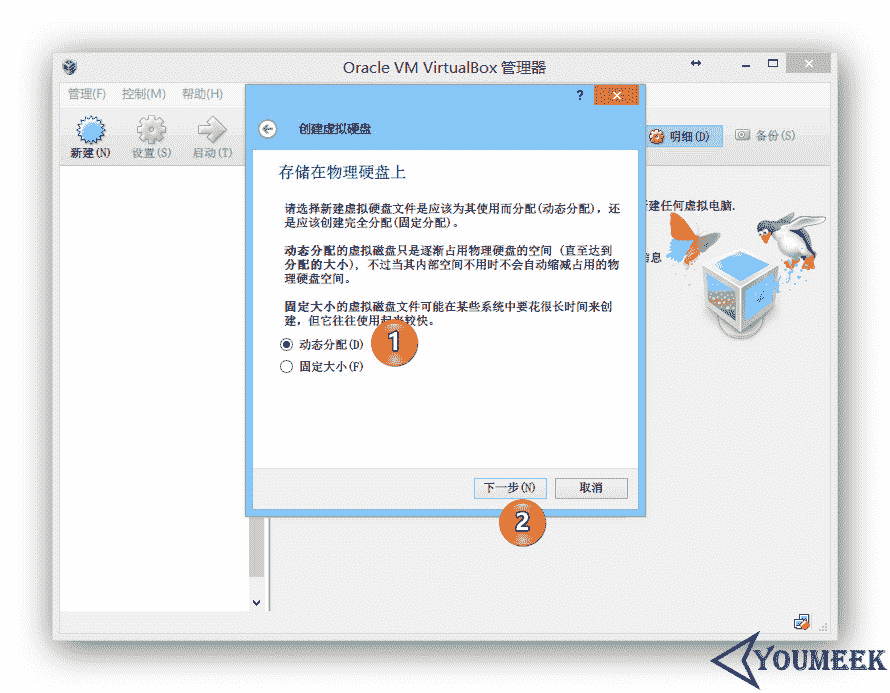 Oracle VM VirtualBox 管理器
管理(F) 控制(M) 帮助(H)
?
新建(N) 设置(S) 启动(T)
创建虚拟硬盘
明细(D) 备份(S)
存储在物理硬盘上
请选择新建虚拟硬盘文件是应该为其使用而分配(动态分配)，还
是应该创建完全分配(固定分配)。
建任何虚拟电脑.
动态分配的虚拟磁盘只是逐渐占用物理硬盘的空间（直至达到
分配的大小)，不过当其内部空间不用时不会自动缩减占用的物
理硬盘空间。
信息
固定大小的虚拟磁盘文件可能在某些系统中要花很长时间来创
建，但它往往使用起来较快。
动态分配(D)
1
固定大小(F)
下一步(N) 取消
2
YOUMEEK